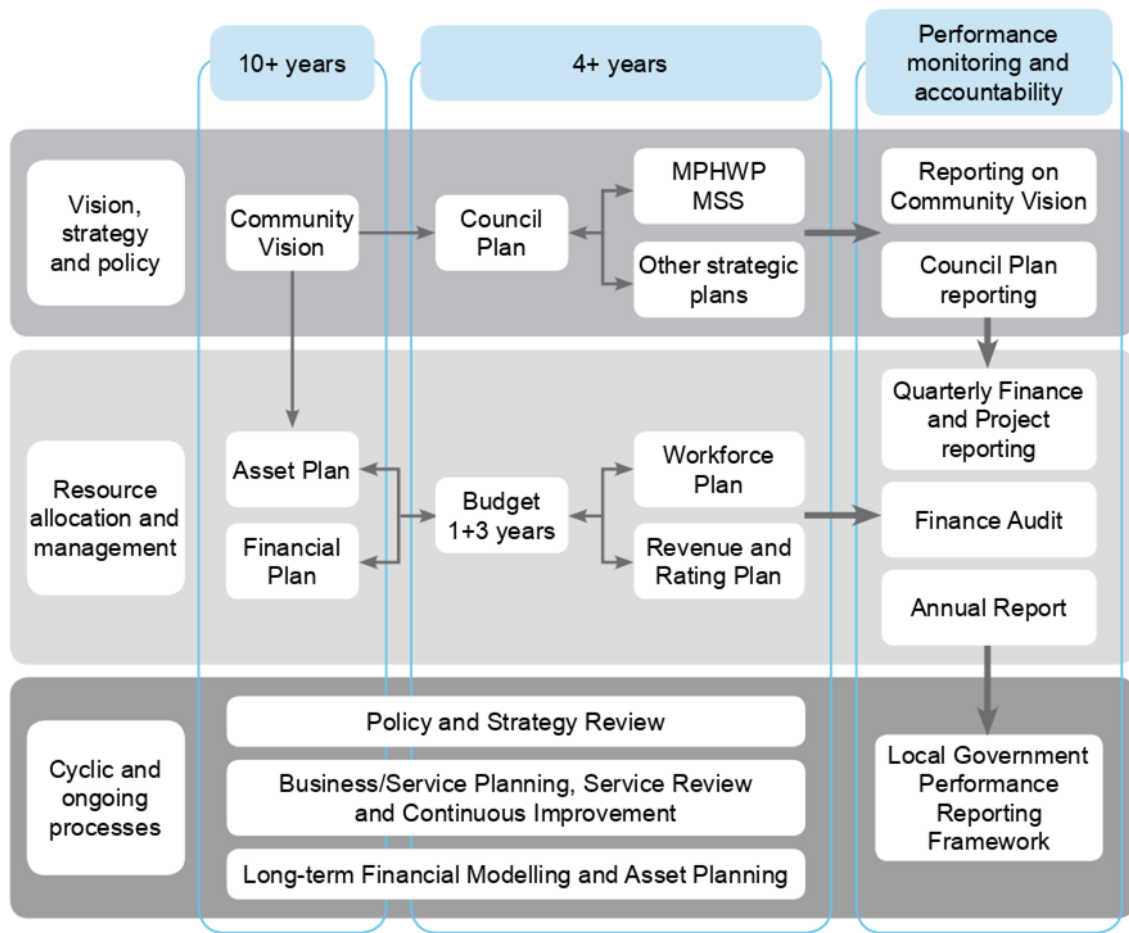 10+ years
4+ years
Performance
monitoring and
accountability
Vision,
strategy
and policy
Community
Vision
Council
Plan
MPHWP
MSS
Other strategic
plans
Reporting on
Community Vision
Council Plan
reporting
Resource
allocation and
management
Asset Plan
Financial
Plan
Budget
1+3 years
Workforce
Plan
Revenue and
Rating Plan
Quarterly Finance
and Project
reporting
Finance Audit
Annual Report
Cyclic and
ongoing
processes
Policy and Strategy Review
Business/Service Planning, Service Review
and Continuous Improvement
Long-term Financial Modelling and Asset Planning
Local Government
Performance
Reporting
Framework